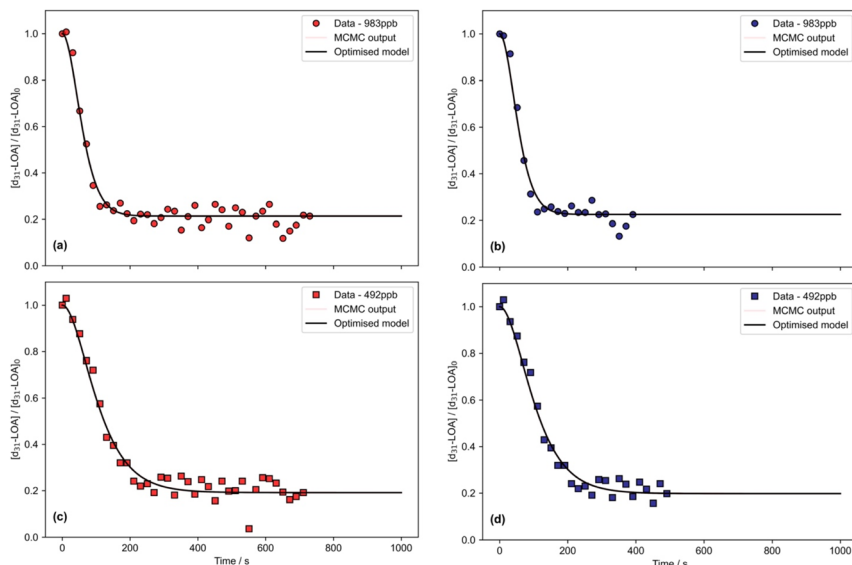 Data - 983ppb
MCMC output
Optimised model
1.0
0.8
0.6
0.4
0.2
0.0
[d₃₁-LOA] / [d₃₁-LOA]₀
(a)
Data - 983ppb
MCMC output
Optimised model
1.0
0.8
0.6
0.4
0.2
0.0
[d₃₁-LOA] / [d₃₁-LOA]₀
(b)
Data - 492ppb
MCMC output
Optimised model
1.0
0.8
0.6
0.4
0.2
0.0
[d₃₁-LOA] / [d₃₁-LOA]₀
(c)
0 200 400 600 800 1000
Time / s
Data - 492ppb
MCMC output
Optimised model
1.0
0.8
0.6
0.4
0.2
0.0
[d₃₁-LOA] / [d₃₁-LOA]₀
(d)
0 200 400 600 800 1000
Time / s